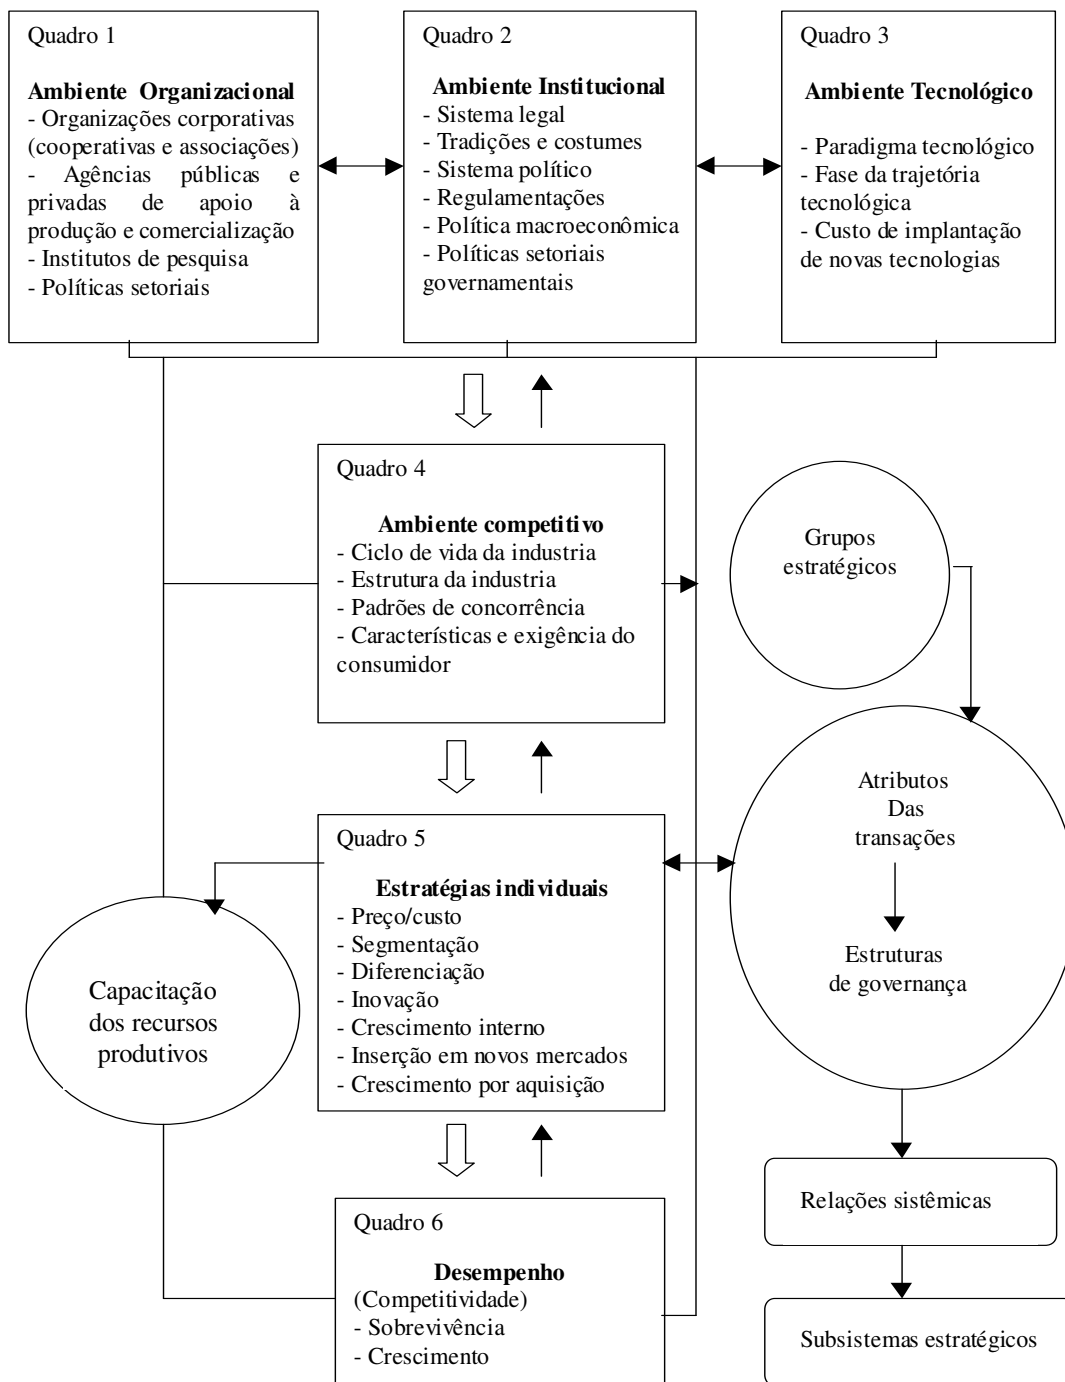 Quadro 1
Ambiente Organizacional
- Organizações corporativas
(cooperativas e associações)
- Agências públicas e
privadas de apoio à
produção e comercialização
- Institutos de pesquisa
- Políticas setoriais
Quadro 2
Ambiente Institucional
- Sistema legal
- Tradições e costumes
- Sistema político
- Regulamentações
- Política macroeconômica
- Políticas setoriais
governamentais
Quadro 3
Ambiente Tecnológico
- Paradigma tecnológico
- Fase da trajetória
tecnológica
- Custo de implantação
de novas tecnologias
Quadro 4
Ambiente competitivo
- Ciclo de vida da industria
- Estrutura da industria
- Padrões de concorrência
- Características e exigência do
consumidor
Grupos
estratégicos
Atributos
Das
transações
Estruturas
de governança
Quadro 5
Estratégias individuais
- Preço/custo
- Segmentação
- Diferenciação
- Inovação
- Crescimento interno
- Inserção em novos mercados
- Crescimento por aquisição
Capacitação
dos recursos
produtivos
Quadro 6
Desempenho
(Competitividade)
- Sobrevivência
- Crescimento
Relações sistêmicas
Subsistemas estratégicos